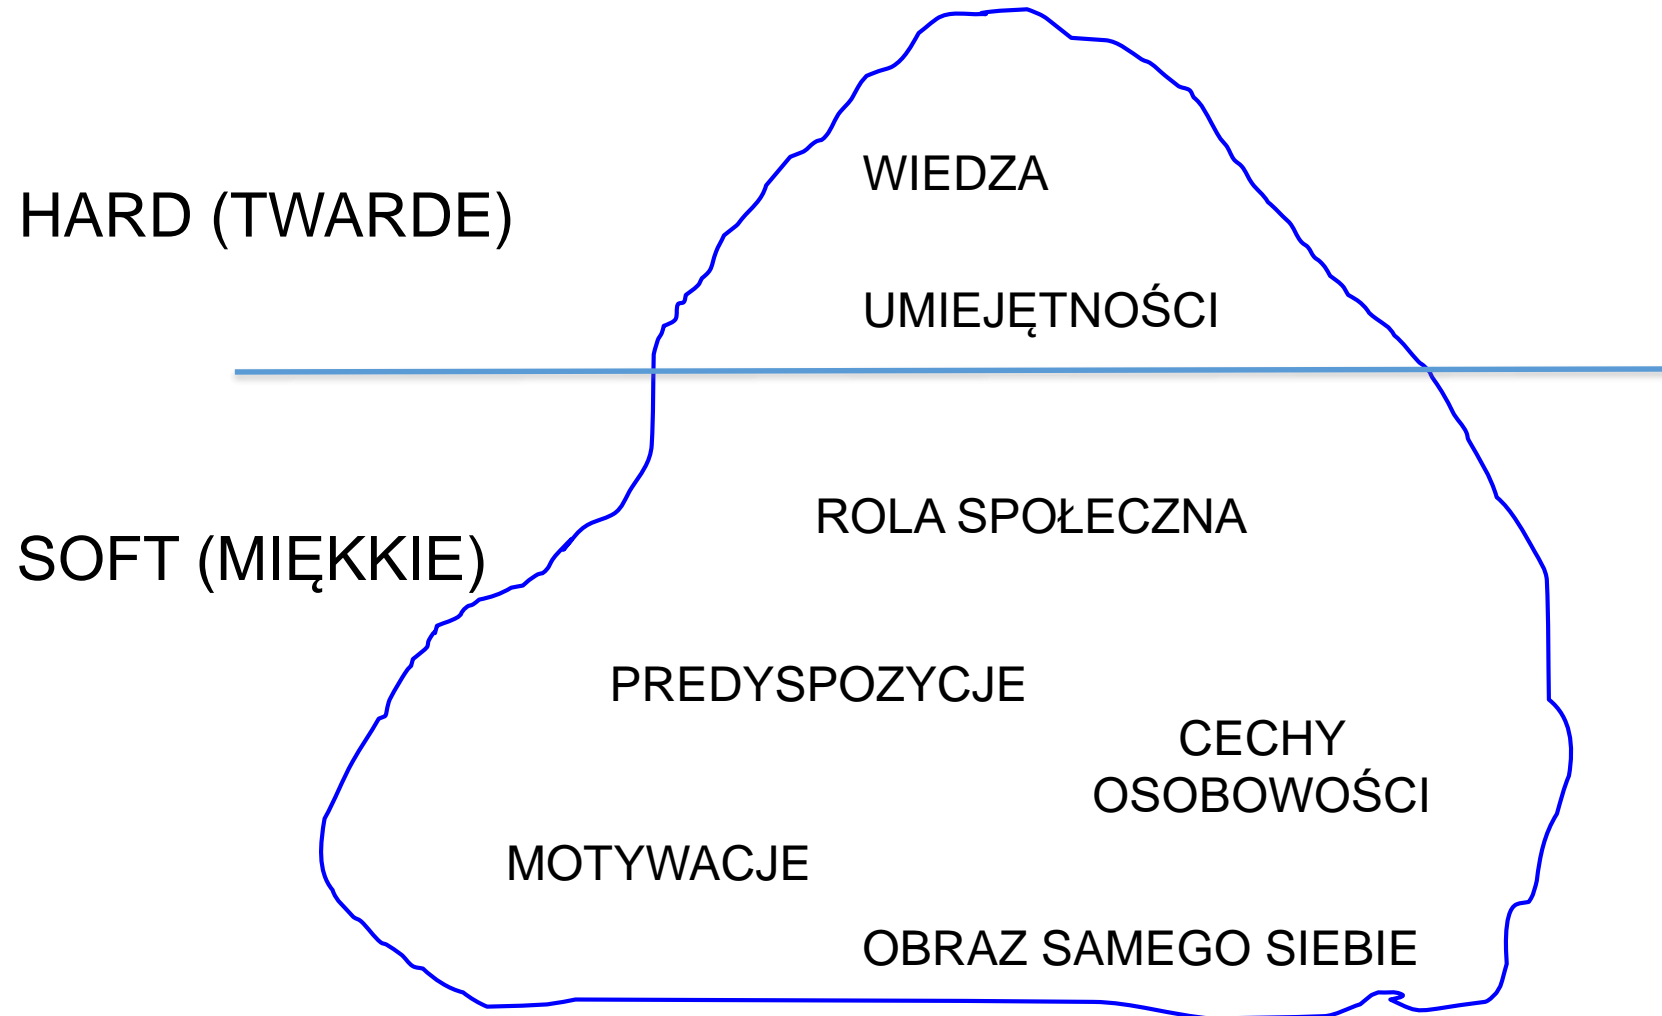 WIEDZA
HARD (TWARDE)
UMIEJĘTNOŚCI
ROLA SPOŁECZNA
SOFT (MIĘKKIE)
PREDYSPOZYCJE
CECHY
OSOBOWOŚCI
MOTYWACJE
OBRAZ SAMEGO SIEBIE